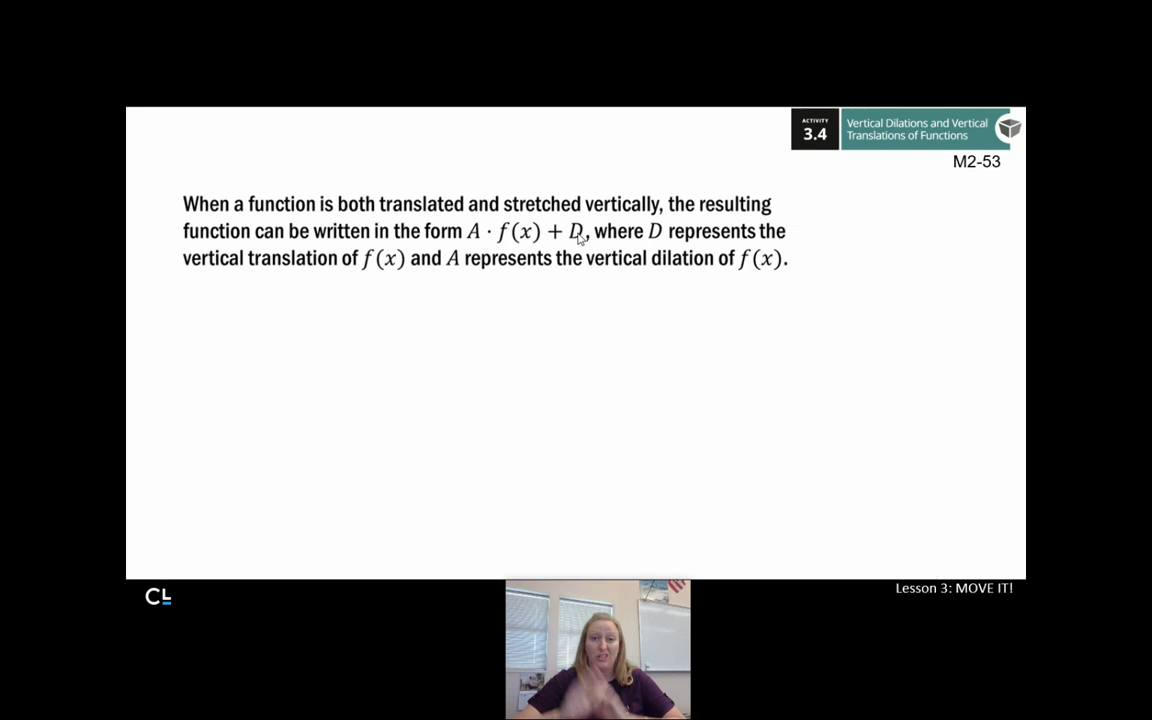 ACTIVITY
3.4
Vertical Dilations and Vertical
Translations of Functions
M2-53
When a function is both translated and stretched vertically, the resulting
function can be written in the form A · f(x) + D, where D represents the
vertical translation of f(x) and A represents the vertical dilation of f(x).
CL
Lesson 3: MOVE IT!